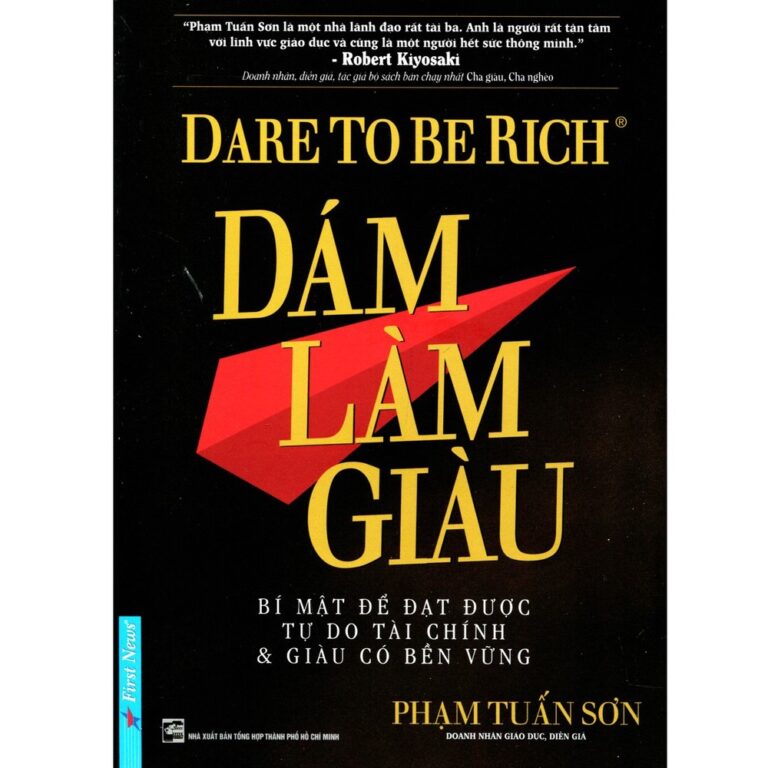 “Phạm Tuấn Sơn là một nhà lãnh đạo rất tài ba. Anh là người rất tận tâm
với lĩnh vực giáo dục và cũng là một người hết sức thông minh.”
- Robert Kiyosaki
Doanh nhân, diễn giả, tác giả bộ sách bán chạy nhất Cha giàu, Cha nghèo
DARE TO BE RICH®
DÁM
LÀM
GIÀU
BÍ MẬT ĐỂ ĐẠT ĐƯỢC
TỰ DO TÀI CHÍNH
& GIÀU CÓ BỀN VỮNG
First News®
NHÀ XUẤT BẢN TỔNG HỢP THÀNH PHỐ HỒ CHÍ MINH
PHẠM TUẤN SƠN
DOANH NHÂN GIÁO DỤC, DIỄN GIẢ